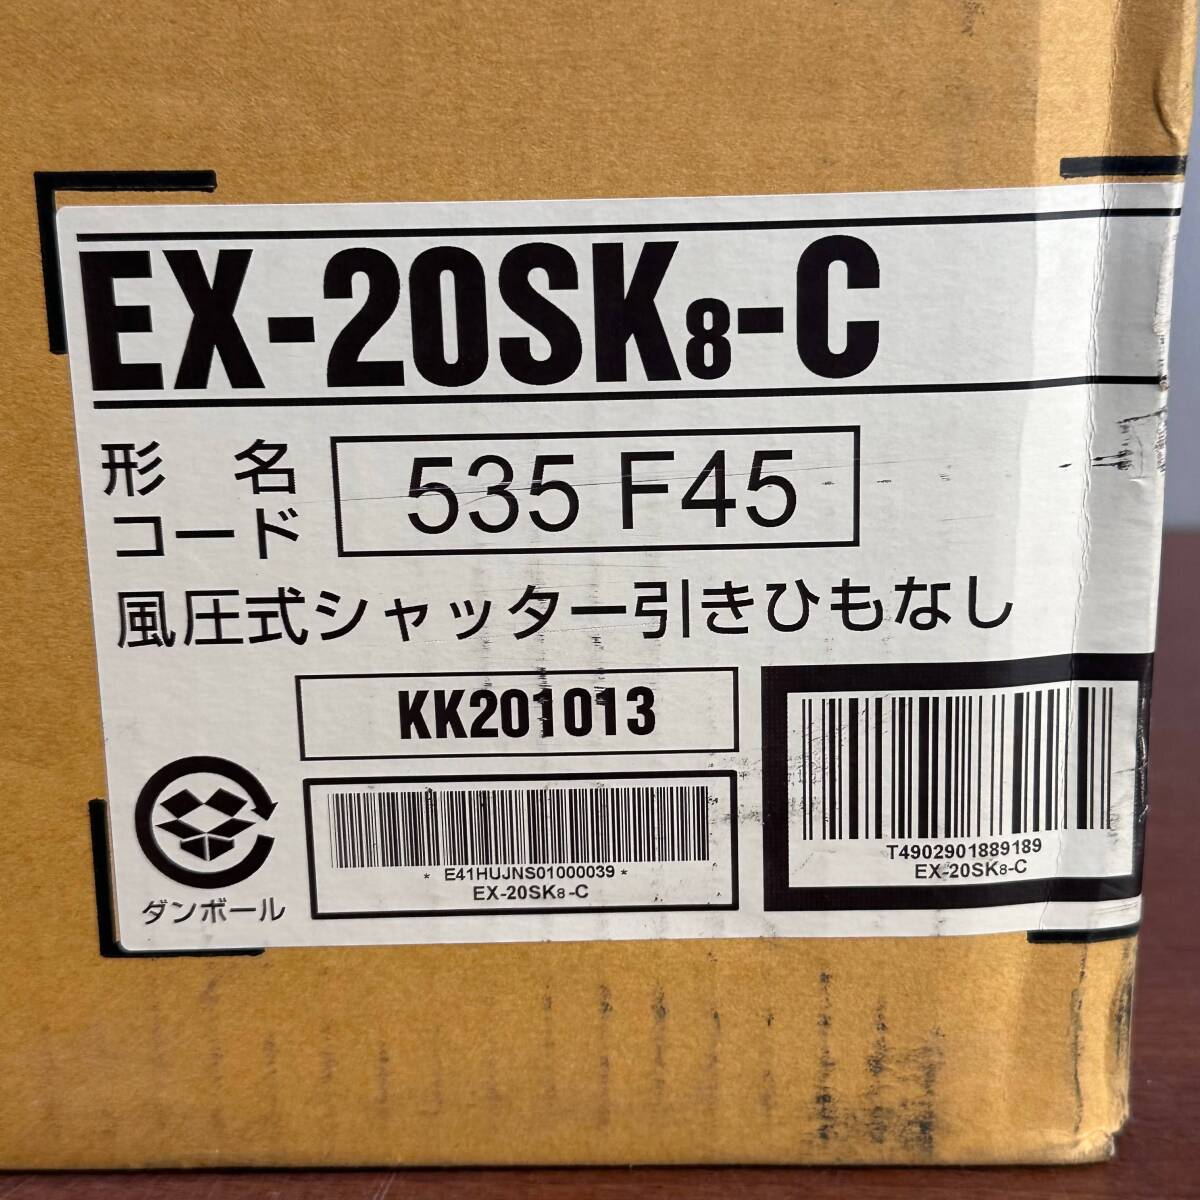 EX-20SK8-C
形名
コード
535 F45
風圧式シャッター引きひもなし
KK201013
* E41HUJNS01000039 *
EX-20SK8-C
T4902901889189
EX-20SK8-C
ダンボール